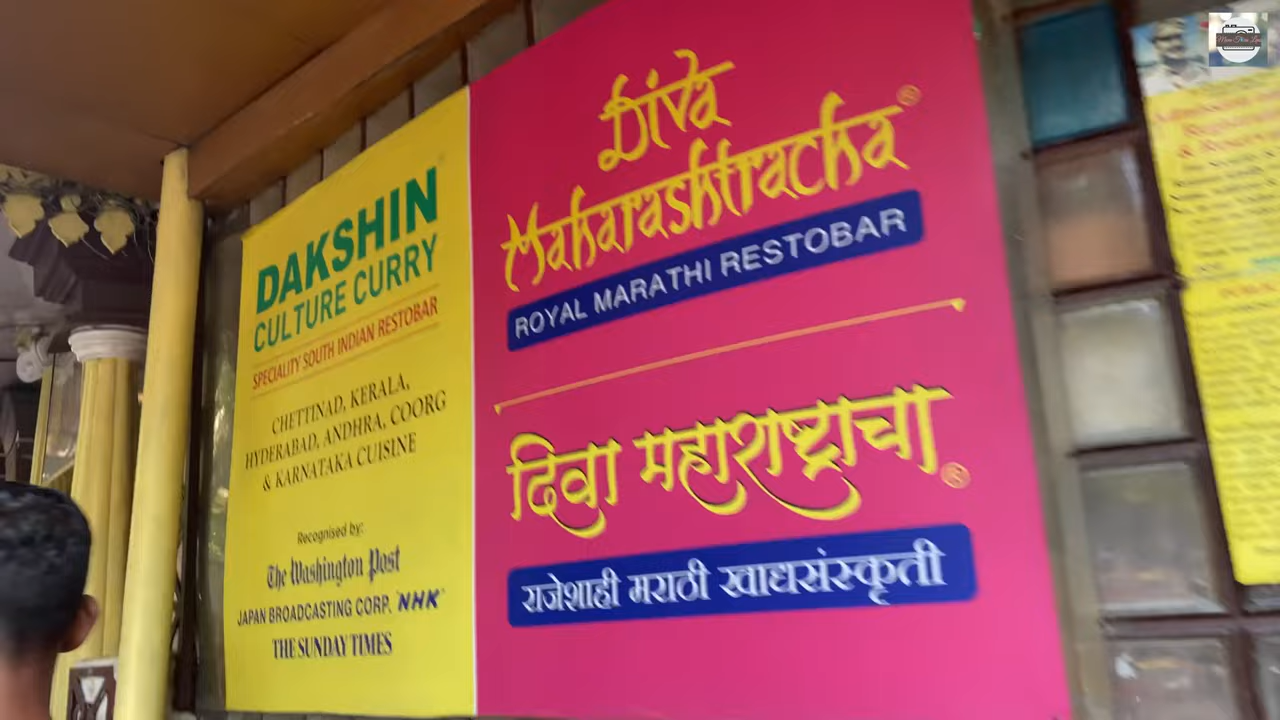 DAKSHIN
CULTURE CURRY
SPECIALITY SOUTH INDIAN RESTOBAR
CHETTINAD, KERALA,
HYDERABAD, ANDHRA, COORG
& KARNATAKA CUISINE
Recognised by:
The Washington Post
JAPAN BROADCASTING CORP. 'NHK'
THE SUNDAY TIMES
Diva
Maharashtracha®
ROYAL MARATHI RESTOBAR
दिवा महाराष्ट्राचा®
राजेशाही मराठी खाद्यसंस्कृती